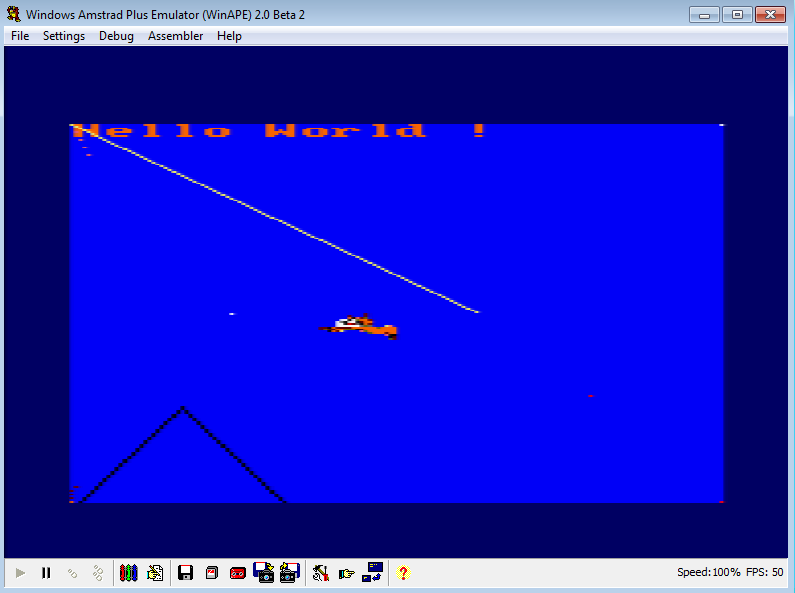 Windows Amstrad Plus Emulator (WinAPE) 2.0 Beta 2
File Settings Debug Assembler Help
Hello World !
Speed:100% FPS: 50